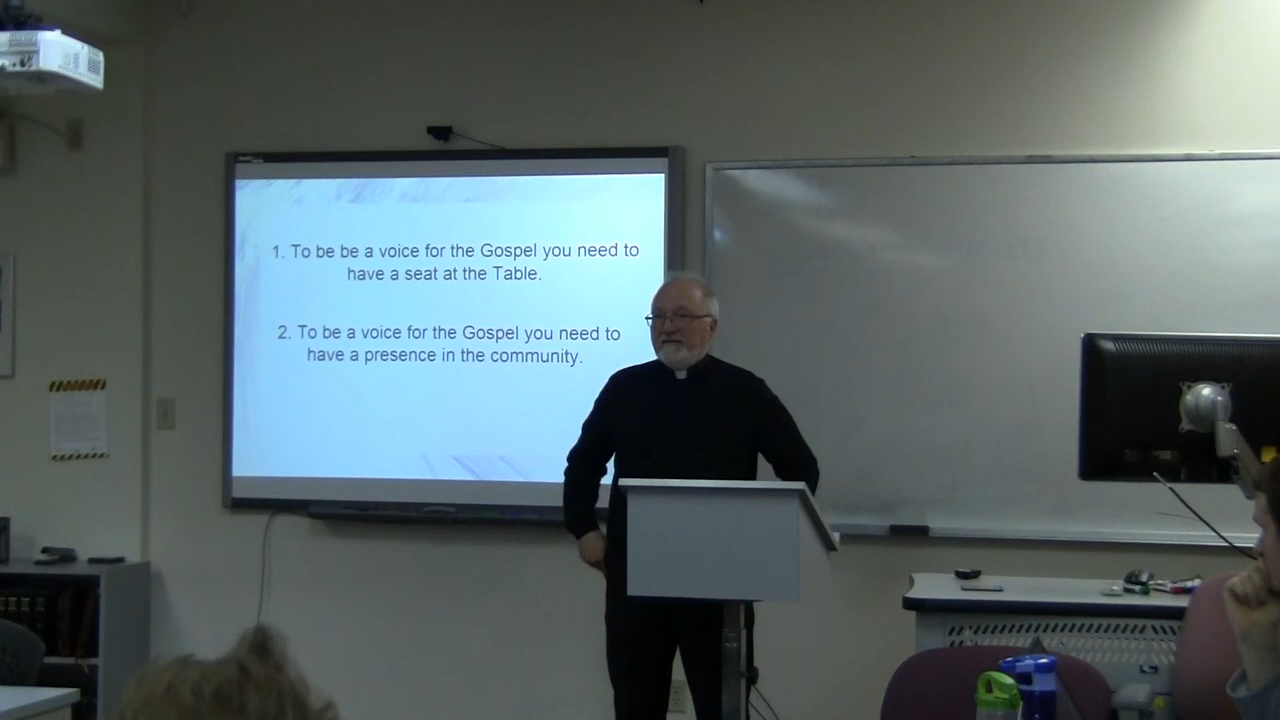 1. To be be a voice for the Gospel you need to
have a seat at the Table.
2. To be a voice for the Gospel you need to
have a presence in the community.